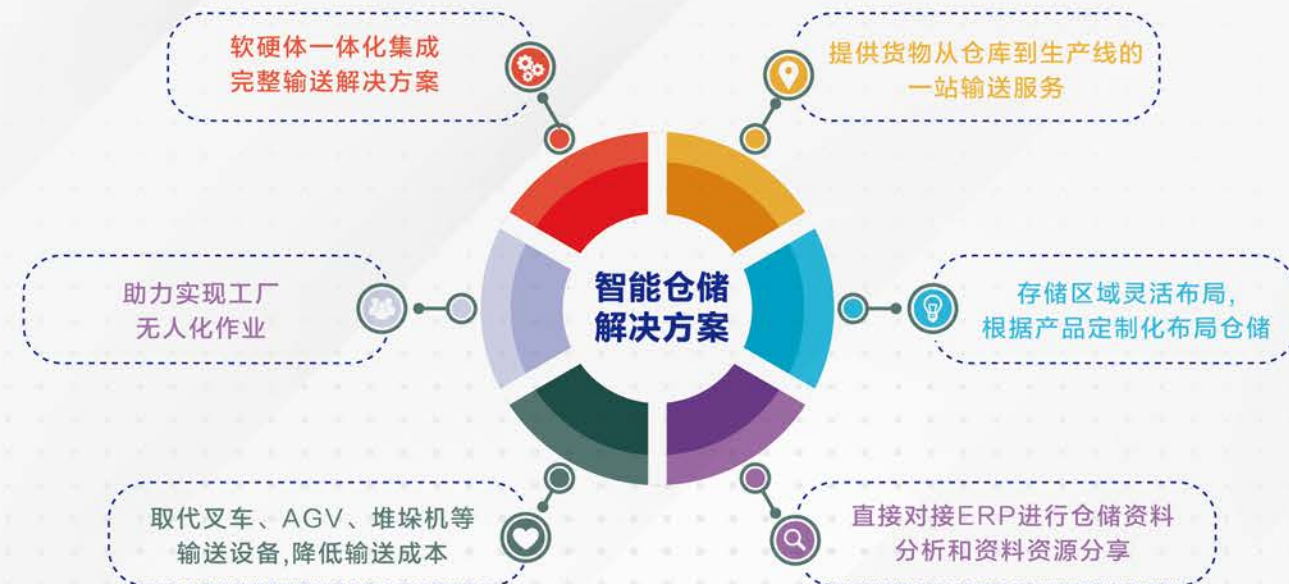 软硬体一体化集成
完整输送解决方案
提供货物从仓库到生产线的
一站输送服务
助力实现工厂
无人化作业
智能仓储
解决方案
存储区域灵活布局,
根据产品定制化布局仓储
取代叉车、AGV、堆垛机等
输送设备,降低输送成本
直接对接ERP进行仓储资料
分析和资料资源分享